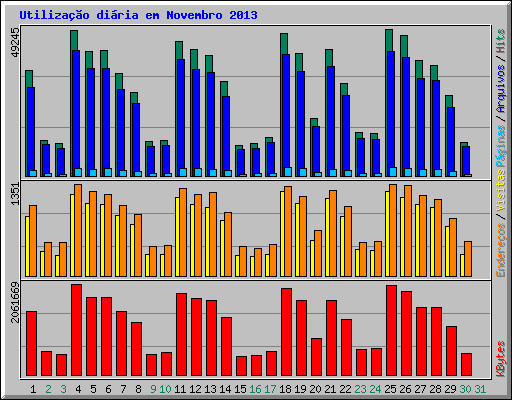 Utilização diária em Novembro 2013
49245
1351
2061669
KBytes
Endereços / Visitas
Páginas / Arquivos / Hits
1 2 3 4 5 6 7 8 9 10 11 12 13 14 15 16 17 18 19 20 21 22 23 24 25 26 27 28 29 30 31